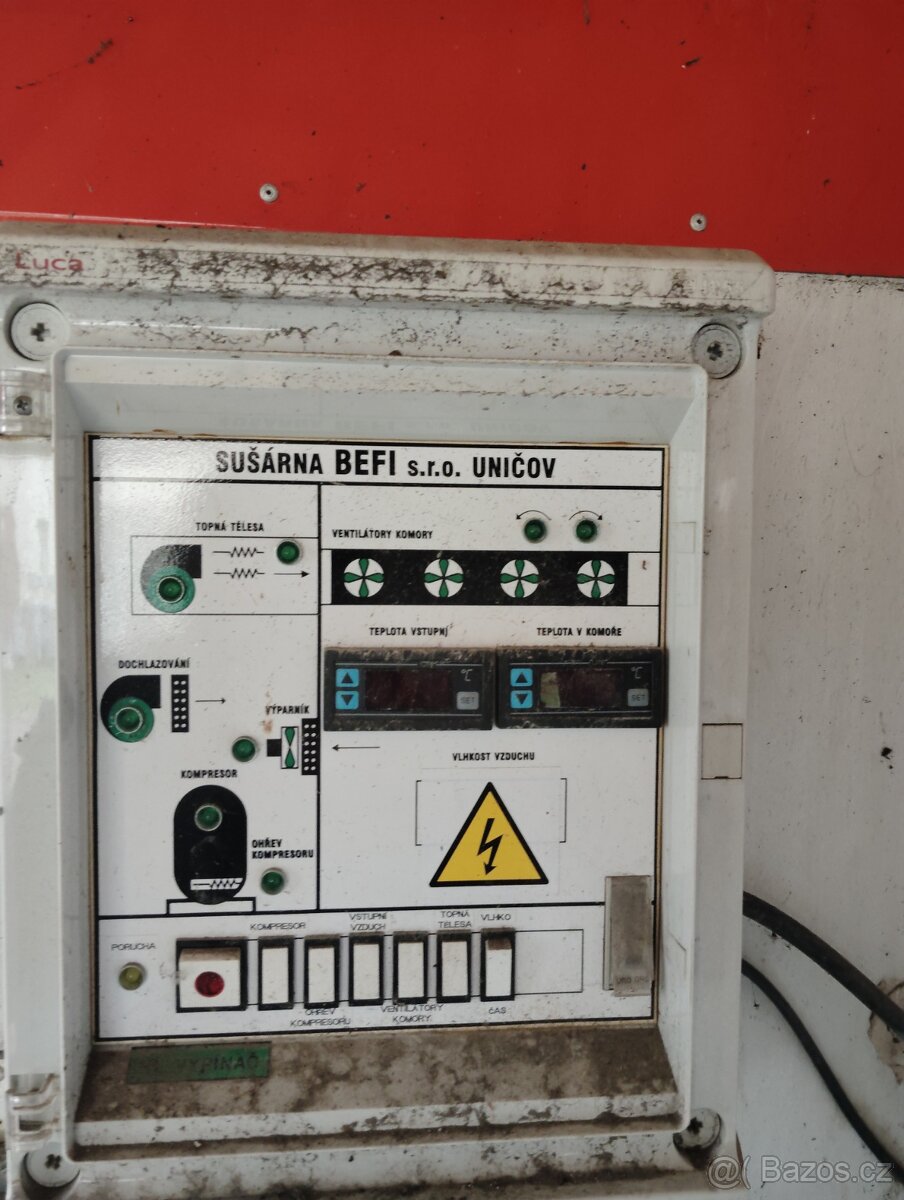 Luca
SUŠÁRNA BEFI s.r.o. UNIČOV
TOPNÁ TĚLESA
VENTILÁTORY KOMORY
TEPLOTA VSTUPNÍ
TEPLOTA V KOMOŘE
°C
SET
°C
SET
DOCHLAZOVÁNÍ
VÝPARNÍK
VLHKOST VZDUCHU
KOMPRESOR
OHŘEV
KOMPRESORU
PORUCHA
KOMPRESOR
VSTUPNÍ
VZDUCH
TOPNÁ
TĚLESA
VLHKO
OHŘEV
KOMPRESORU
VENTILÁTORY
KOMORY
ČAS
VYPÍNAČ
@( Bazos.cz